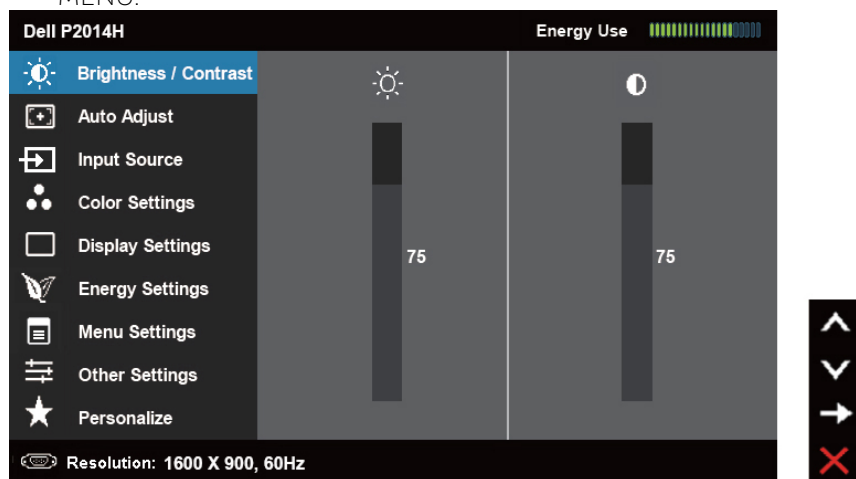 MENU.
Dell P2014H Energy Use
Brightness / Contrast
Auto Adjust
Input Source
Color Settings
Display Settings
75 75
Energy Settings
Menu Settings
Other Settings
Personalize
Resolution: 1600 X 900, 60Hz